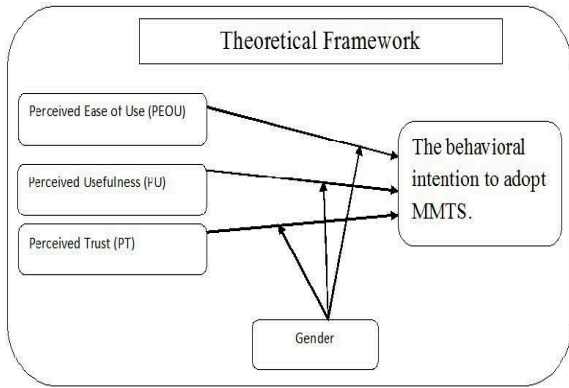 Theoretical Framework
Perceived Ease of Use (PEOU)
Perceived Usefulness (PU)
Perceived Trust (PT)
The behavioral
intention to adopt
MMTS.
Gender